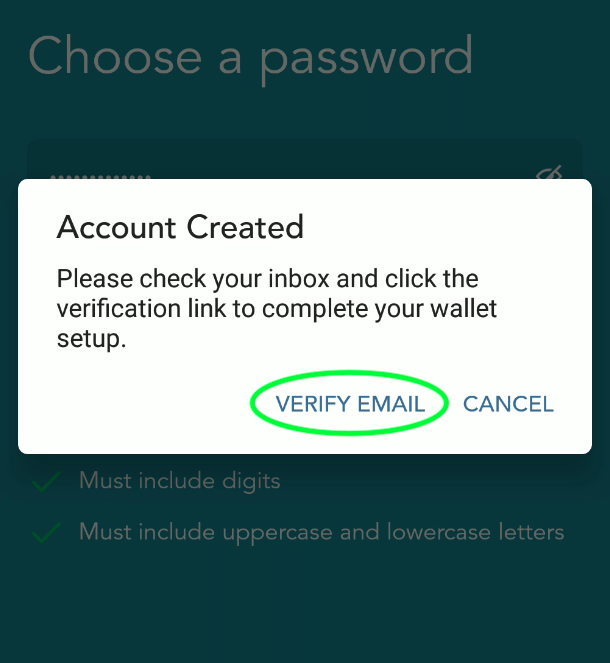 Choose a password
Account Created
Please check your inbox and click the
verification link to complete your wallet
setup.
VERIFY EMAIL CANCEL
Must include digits
Must include uppercase and lowercase letters